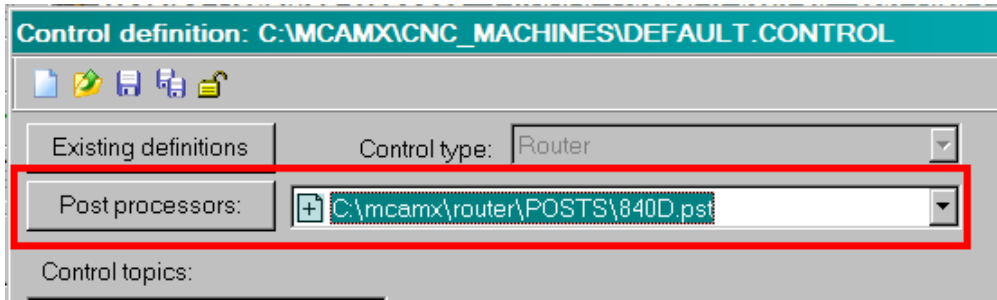 Control definition: C:\MCAMX\CNC_MACHINES\DEFAULT.CONTROL
Existing definitions Control type: Router
Post processors: C:\mcamx\router\POSTS\840D.pst
Control topics: